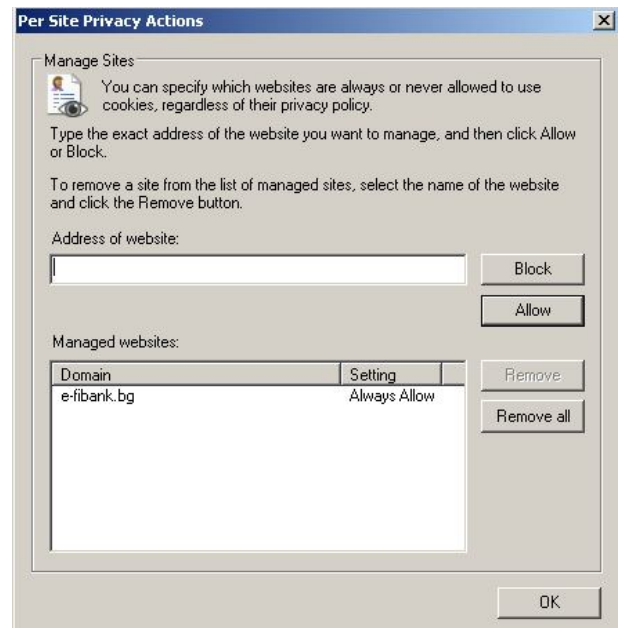 Per Site Privacy Actions
Manage Sites
You can specify which websites are always or never allowed to use
cookies, regardless of their privacy policy.
Type the exact address of the website you want to manage, and then click Allow
or Block.
To remove a site from the list of managed sites, select the name of the website
and click the Remove button.
Address of website:
Block
Allow
Managed websites:
Domain Setting
Remove
e-fibank.bg Always Allow
Remove all
OK